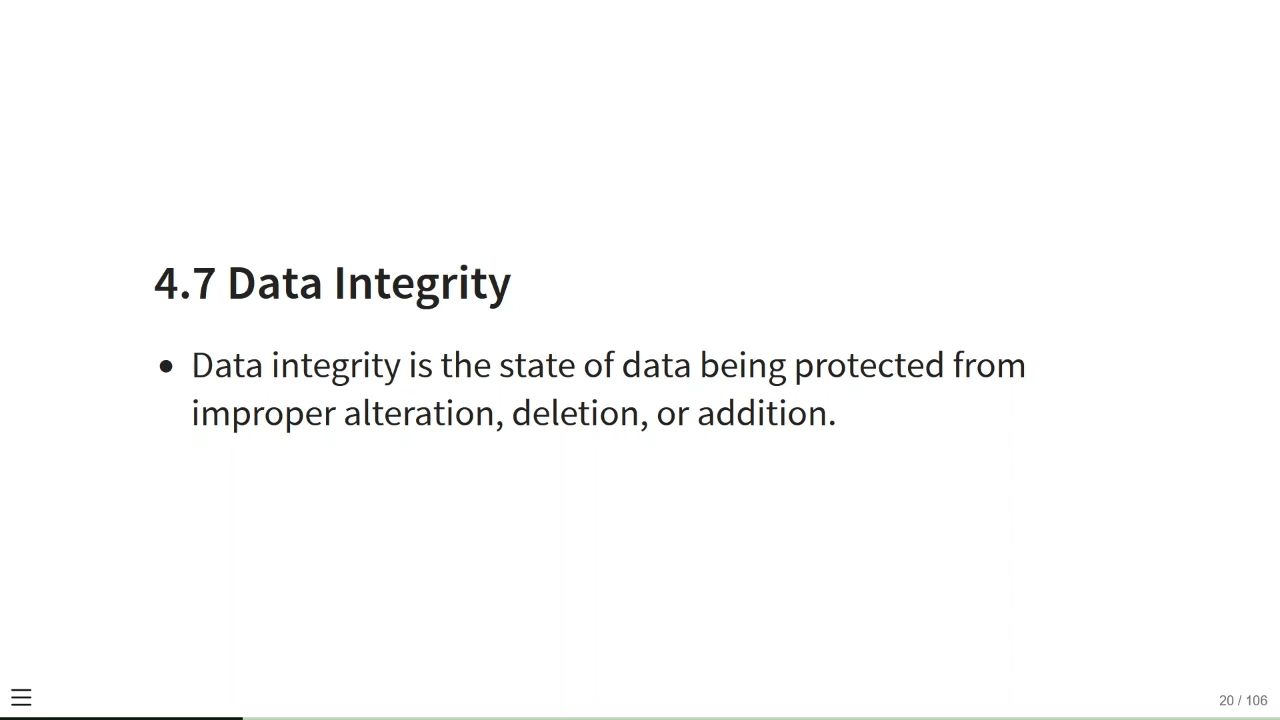 4.7 Data Integrity
• Data integrity is the state of data being protected from
improper alteration, deletion, or addition.
20 / 106